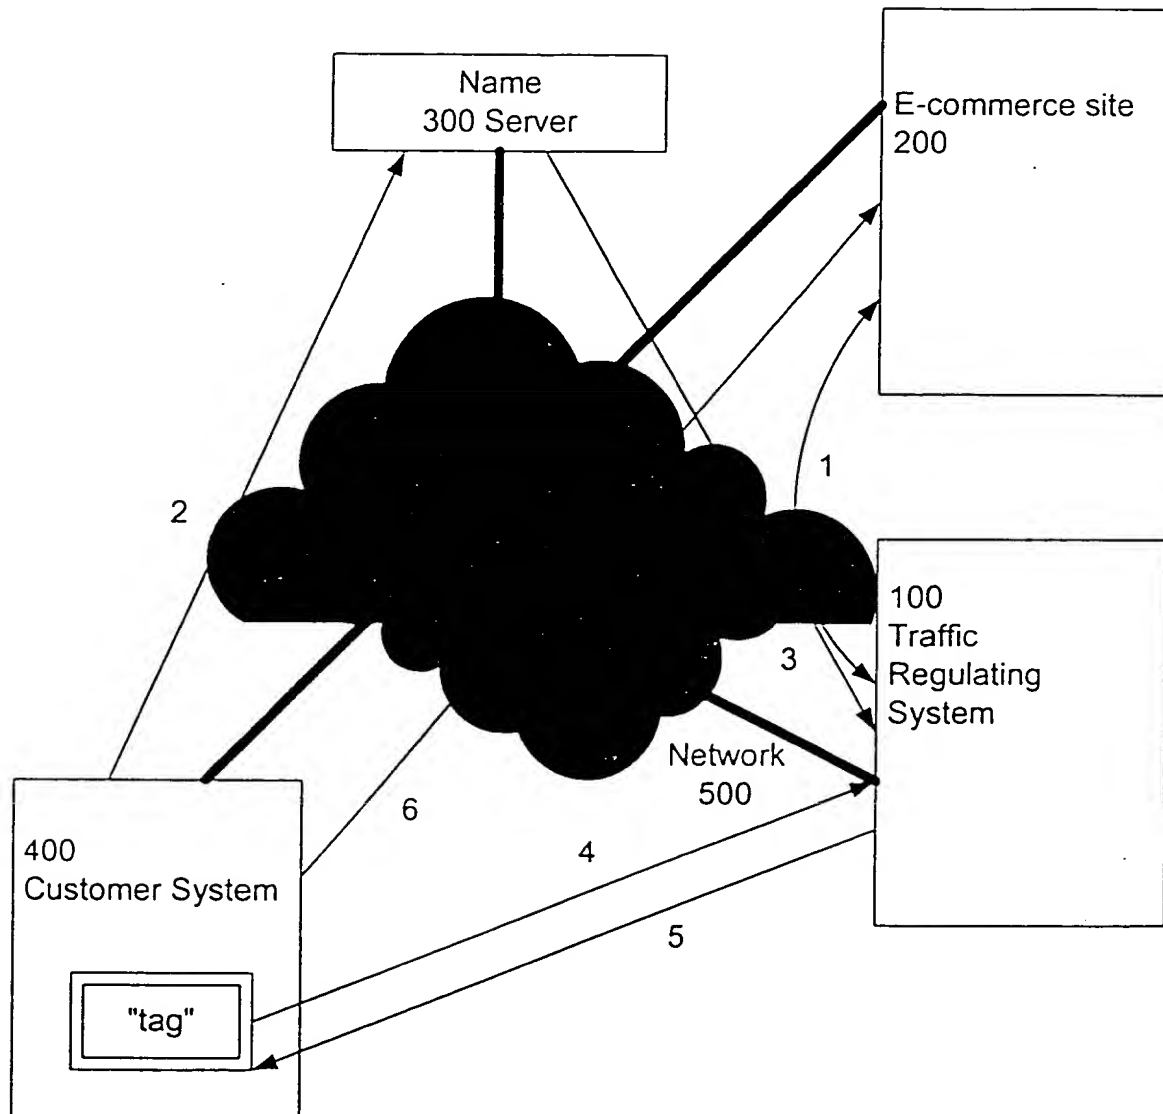 Name
300 Server
E-commerce site
200
1
2
100
Traffic
Regulating
System
3
Network
500
6
4
400
Customer System
5
"tag"